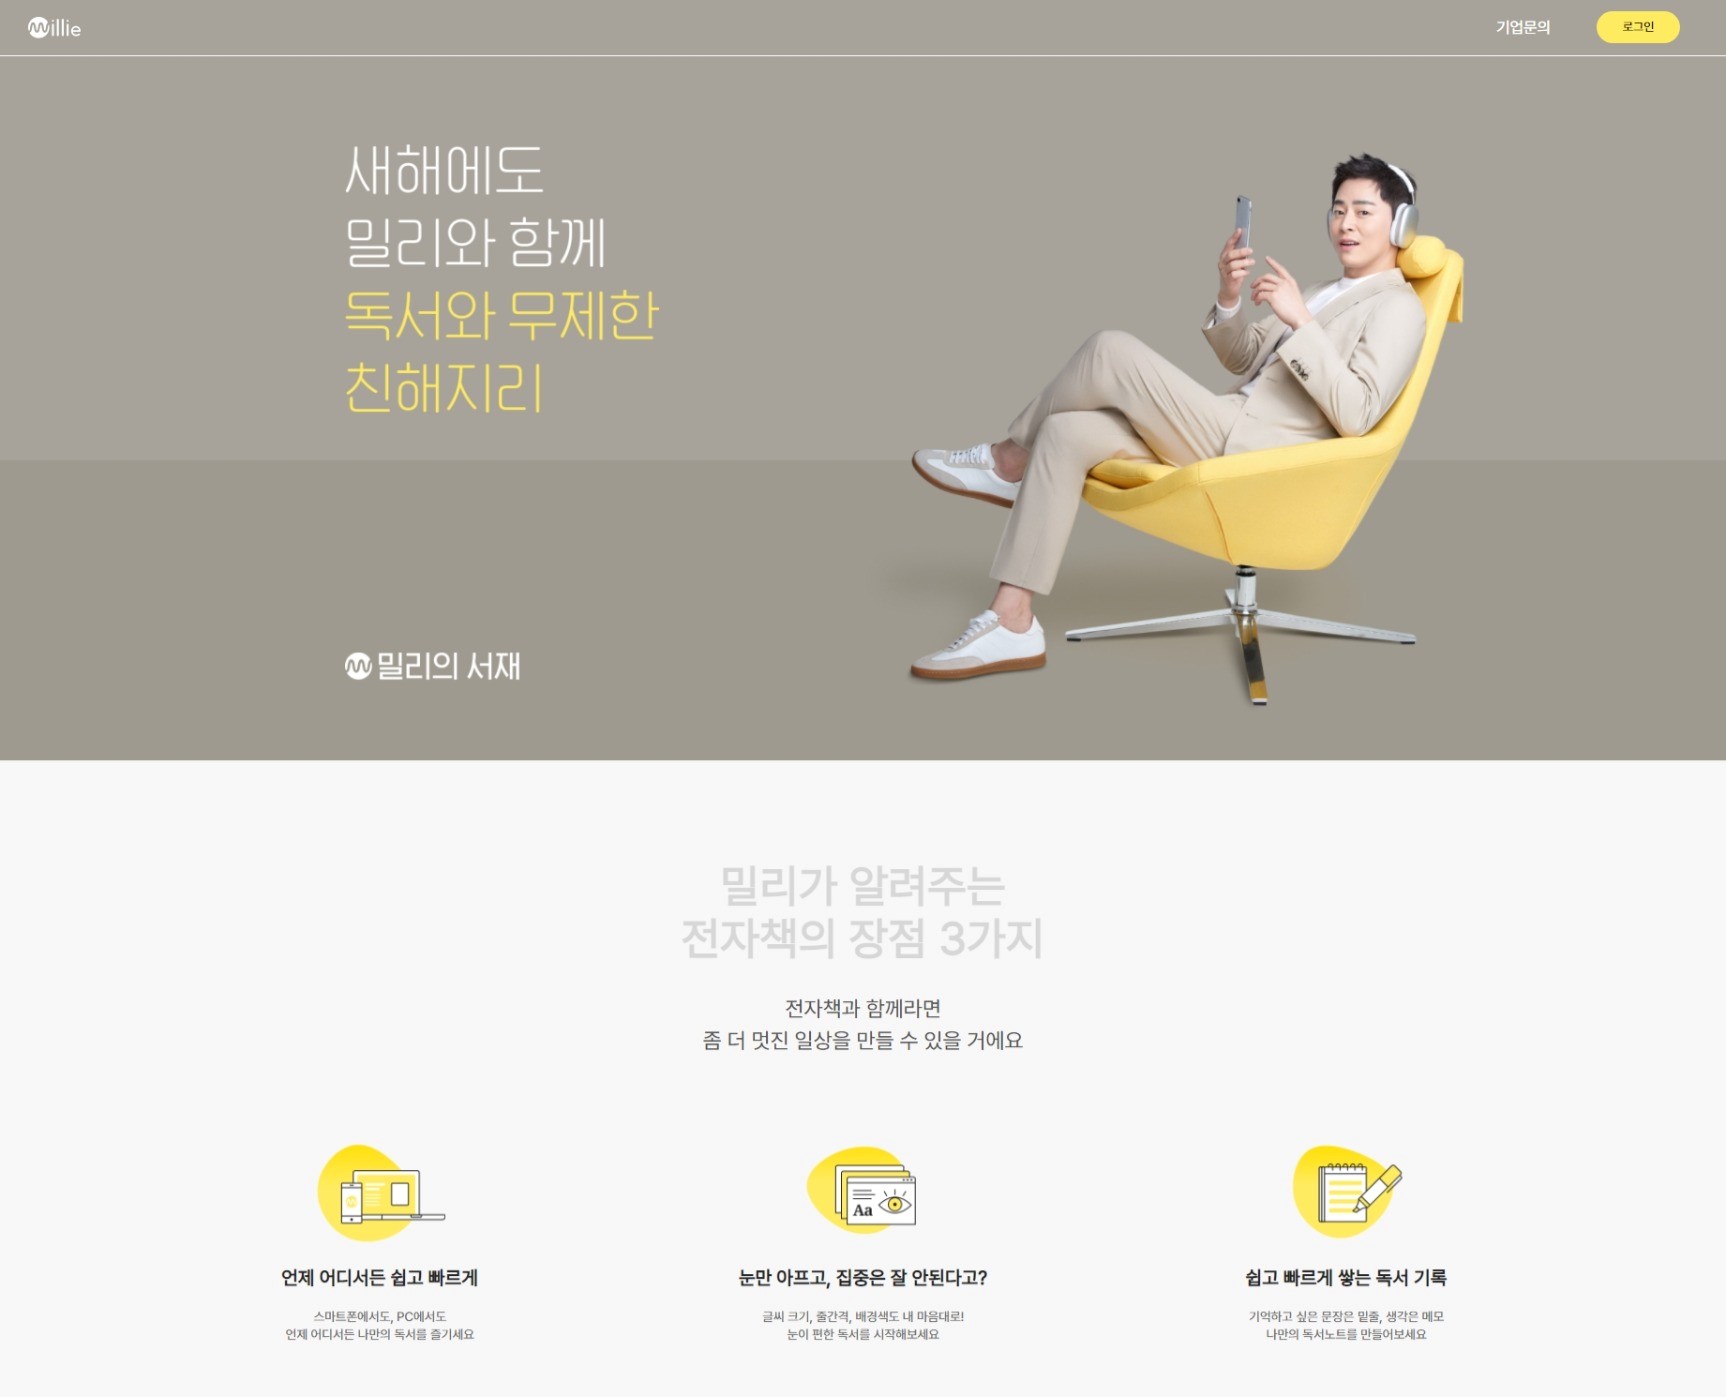 millie
기업문의
로그인
새해에도
밀리와 함께
독서와 무제한
친해지리
밀리의 서재
밀리가 알려주는
전자책의 장점 3가지
전자책과 함께라면
좀 더 멋진 일상을 만들 수 있을 거에요
Aa
언제 어디서든 쉽고 빠르게
스마트폰에서도, PC에서도
언제 어디서든 나만의 독서를 즐기세요
눈만 아프고, 집중은 잘 안된다고?
글씨 크기, 줄간격, 배경색도 내 마음대로!
눈이 편한 독서를 시작해보세요
쉽고 빠르게 쌓는 독서 기록
기억하고 싶은 문장은 밑줄, 생각은 메모
나만의 독서노트를 만들어보세요